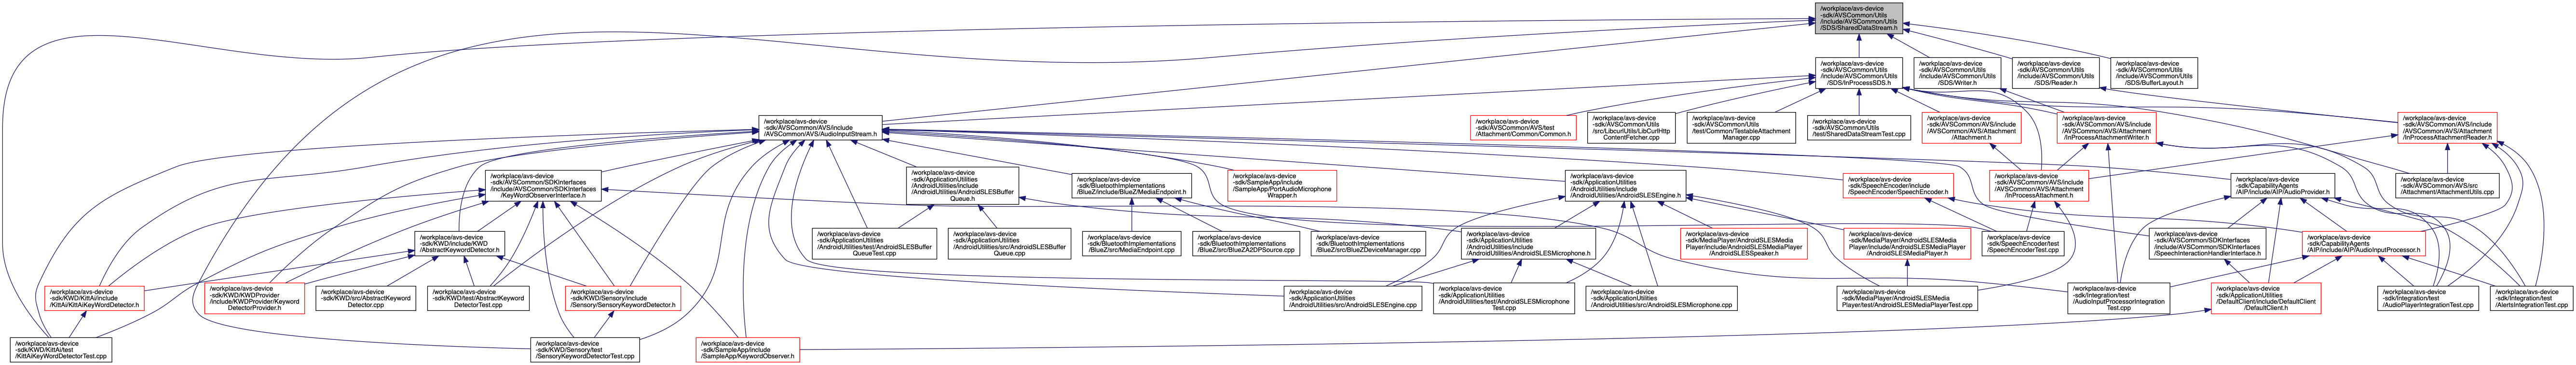 /workplace/avs-device
-sdk/AVSCommon/Utils
/include/AVSCommon/Utils
/SDS/SharedDataStream.h
/workplace/avs-device
-sdk/AVSCommon/Utils
/include/AVSCommon/Utils
/SDS/InProcessSDS.h
/workplace/avs-device
-sdk/AVSCommon/Utils
/include/AVSCommon/Utils
/SDS/Writer.h
/workplace/avs-device
-sdk/AVSCommon/Utils
/include/AVSCommon/Utils
/SDS/Reader.h
/workplace/avs-device
-sdk/AVSCommon/Utils
/include/AVSCommon/Utils
/SDS/BufferLayout.h
/workplace/avs-device
-sdk/AVSCommon/AVS/include
/AVSCommon/AVS/AudioInputStream.h
/workplace/avs-device
-sdk/AVSCommon/AVS/test
/Attachment/Common/Common.h
/workplace/avs-device
-sdk/AVSCommon/Utils
/src/LibcurlUtils/LibCurlHttp
ContentFetcher.cpp
/workplace/avs-device
-sdk/AVSCommon/Utils
/test/Common/TestableAttachment
Manager.cpp
/workplace/avs-device
-sdk/AVSCommon/Utils
/test/SharedDataStreamTest.cpp
/workplace/avs-device
-sdk/AVSCommon/AVS/include
/AVSCommon/AVS/Attachment
/Attachment.h
/workplace/avs-device
-sdk/AVSCommon/AVS/include
/AVSCommon/AVS/Attachment
/InProcessAttachmentWriter.h
/workplace/avs-device
-sdk/AVSCommon/AVS/include
/AVSCommon/AVS/Attachment
/InProcessAttachmentReader.h
/workplace/avs-device
-sdk/AVSCommon/SDKInterfaces
/include/AVSCommon/SDKInterfaces
/KeyWordObserverInterface.h
/workplace/avs-device
-sdk/ApplicationUtilities
/AndroidUtilities/include
/AndroidUtilities/AndroidSLESBuffer
Queue.h
/workplace/avs-device
-sdk/BluetoothImplementations
/BlueZ/include/BlueZ/MediaEndpoint.h
/workplace/avs-device
-sdk/SampleApp/include
/SampleApp/PortAudioMicrophone
Wrapper.h
/workplace/avs-device
-sdk/ApplicationUtilities
/AndroidUtilities/include
/AndroidUtilities/AndroidSLESEngine.h
/workplace/avs-device
-sdk/SpeechEncoder/include
/SpeechEncoder/SpeechEncoder.h
/workplace/avs-device
-sdk/AVSCommon/AVS/include
/AVSCommon/AVS/Attachment
/InProcessAttachment.h
/workplace/avs-device
-sdk/CapabilityAgents
/AIP/include/AIP/AudioProvider.h
/workplace/avs-device
-sdk/AVSCommon/AVS/src
/Attachment/AttachmentUtils.cpp
/workplace/avs-device
-sdk/KWD/include/KWD
/AbstractKeywordDetector.h
/workplace/avs-device
-sdk/ApplicationUtilities
/AndroidUtilities/test/AndroidSLESBuffer
QueueTest.cpp
/workplace/avs-device
-sdk/ApplicationUtilities
/AndroidUtilities/src/AndroidSLESBuffer
Queue.cpp
/workplace/avs-device
-sdk/BluetoothImplementations
/BlueZ/src/MediaEndpoint.cpp
/workplace/avs-device
-sdk/BluetoothImplementations
/BlueZ/src/BlueZA2DPSource.cpp
/workplace/avs-device
-sdk/BluetoothImplementations
/BlueZ/src/BlueZDeviceManager.cpp
/workplace/avs-device
-sdk/ApplicationUtilities
/AndroidUtilities/include
/AndroidUtilities/AndroidSLESMicrophone.h
/workplace/avs-device
-sdk/MediaPlayer/AndroidSLESMedia
Player/include/AndroidSLESMediaPlayer
/AndroidSLESSpeaker.h
/workplace/avs-device
-sdk/MediaPlayer/AndroidSLESMedia
Player/include/AndroidSLESMediaPlayer
/AndroidSLESMediaPlayer.h
/workplace/avs-device
-sdk/SpeechEncoder/test
/SpeechEncoderTest.cpp
/workplace/avs-device
-sdk/AVSCommon/SDKInterfaces
/include/AVSCommon/SDKInterfaces
/SpeechInteractionHandlerInterface.h
/workplace/avs-device
-sdk/CapabilityAgents
/AIP/include/AIP/AudioInputProcessor.h
/workplace/avs-device
-sdk/KWD/KittAi/include
/KittAi/KittAiKeyWordDetector.h
/workplace/avs-device
-sdk/KWD/KWDProvider
/include/KWDProvider/Keyword
DetectorProvider.h
/workplace/avs-device
-sdk/KWD/src/AbstractKeyword
Detector.cpp
/workplace/avs-device
-sdk/KWD/test/AbstractKeyword
DetectorTest.cpp
/workplace/avs-device
-sdk/KWD/Sensory/include
/Sensory/SensoryKeywordDetector.h
/workplace/avs-device
-sdk/ApplicationUtilities
/AndroidUtilities/src/AndroidSLESEngine.cpp
/workplace/avs-device
-sdk/ApplicationUtilities
/AndroidUtilities/test/AndroidSLESMicrophone
Test.cpp
/workplace/avs-device
-sdk/ApplicationUtilities
/AndroidUtilities/src/AndroidSLESMicrophone.cpp
/workplace/avs-device
-sdk/MediaPlayer/AndroidSLESMedia
Player/test/AndroidSLESMediaPlayerTest.cpp
/workplace/avs-device
-sdk/Integration/test
/AudioInputProcessorIntegration
Test.cpp
/workplace/avs-device
-sdk/ApplicationUtilities
/DefaultClient/include/DefaultClient
/DefaultClient.h
/workplace/avs-device
-sdk/Integration/test
/AudioPlayerIntegrationTest.cpp
/workplace/avs-device
-sdk/Integration/test
/AlertsIntegrationTest.cpp
/workplace/avs-device
-sdk/KWD/KittAi/test
/KittAiKeyWordDetectorTest.cpp
/workplace/avs-device
-sdk/KWD/Sensory/test
/SensoryKeywordDetectorTest.cpp
/workplace/avs-device
-sdk/SampleApp/include
/SampleApp/KeywordObserver.h